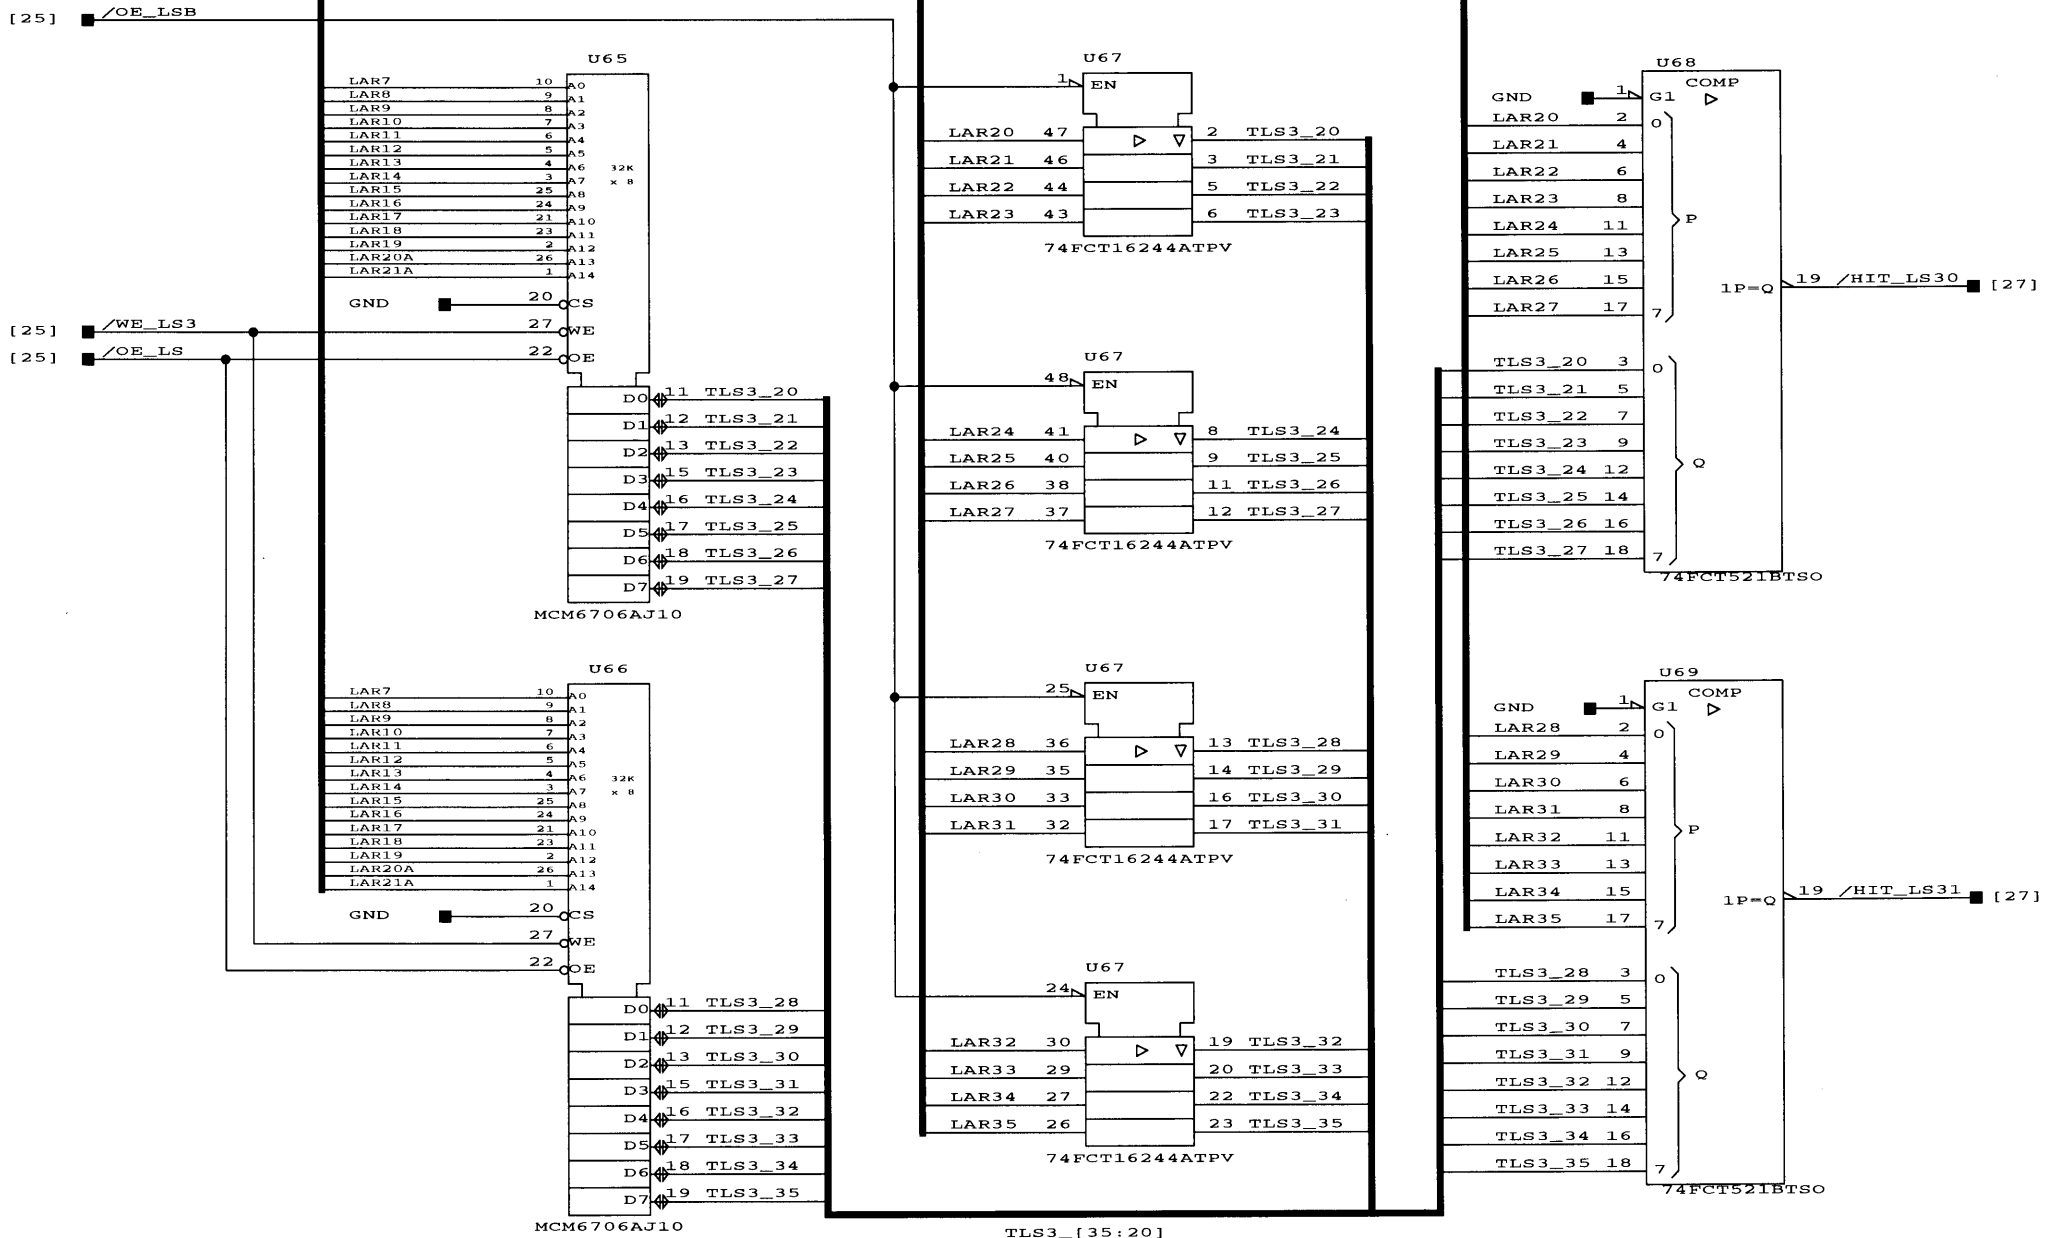 [25] /OE_LSB
U65
LAR7 10 A0
LAR8 9 A1
LAR9 8 A2
LAR10 7 A3
LAR11 6 A4
LAR12 5 A5
LAR13 4 A6 32K
LAR14 3 A7 x 8
LAR15 25 A8
LAR16 24 A9
LAR17 21 A10
LAR18 23 A11
LAR19 2 A12
LAR20A 26 A13
LAR21A 1 A14
GND 20 CS
[25] /WE_LS3 27 WE
[25] /OE_LS 22 OE
D0 11 TLS3_20
D1 12 TLS3_21
D2 13 TLS3_22
D3 15 TLS3_23
D4 16 TLS3_24
D5 17 TLS3_25
D6 18 TLS3_26
D7 19 TLS3_27
MCM6706AJ10
U66
LAR7 10 A0
LAR8 9 A1
LAR9 8 A2
LAR10 7 A3
LAR11 6 A4
LAR12 5 A5
LAR13 4 A6 32K
LAR14 3 A7 x 8
LAR15 25 A8
LAR16 24 A9
LAR17 21 A10
LAR18 23 A11
LAR19 2 A12
LAR20A 26 A13
LAR21A 1 A14
GND 20 CS
27 WE
22 OE
D0 11 TLS3_28
D1 12 TLS3_29
D2 13 TLS3_30
D3 15 TLS3_31
D4 16 TLS3_32
D5 17 TLS3_33
D6 18 TLS3_34
D7 19 TLS3_35
MCM6706AJ10
U67
1 EN
LAR20 47 2 TLS3_20
LAR21 46 3 TLS3_21
LAR22 44 5 TLS3_22
LAR23 43 6 TLS3_23
74FCT16244ATPV
U67
48 EN
LAR24 41 8 TLS3_24
LAR25 40 9 TLS3_25
LAR26 38 11 TLS3_26
LAR27 37 12 TLS3_27
74FCT16244ATPV
U67
25 EN
LAR28 36 13 TLS3_28
LAR29 35 14 TLS3_29
LAR30 33 16 TLS3_30
LAR31 32 17 TLS3_31
74FCT16244ATPV
U67
24 EN
LAR32 30 19 TLS3_32
LAR33 29 20 TLS3_33
LAR34 27 22 TLS3_34
LAR35 26 23 TLS3_35
74FCT16244ATPV
TLS3_[35:20]
U68
COMP
GND 1 G1
LAR20 2 0
LAR21 4
LAR22 6
LAR23 8 P
LAR24 11
LAR25 13
LAR26 15 1P=Q 19 /HIT_LS30 [27]
LAR27 17 7
TLS3_20 3 0
TLS3_21 5
TLS3_22 7
TLS3_23 9 Q
TLS3_24 12
TLS3_25 14
TLS3_26 16
TLS3_27 18 7
74FCT521BTSO
U69
COMP
GND 1 G1
LAR28 2 0
LAR29 4
LAR30 6
LAR31 8 P
LAR32 11
LAR33 13
LAR34 15 1P=Q 19 /HIT_LS31 [27]
LAR35 17 7
TLS3_28 3 0
TLS3_29 5
TLS3_30 7
TLS3_31 9 Q
TLS3_32 12
TLS3_33 14
TLS3_34 16
TLS3_35 18 7
74FCT521BTSO